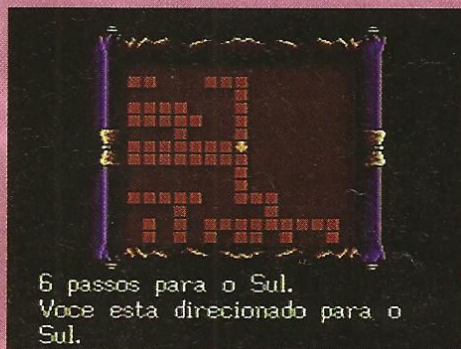 6 passos para o Sul.
Voce esta direcionado para o
Sul.